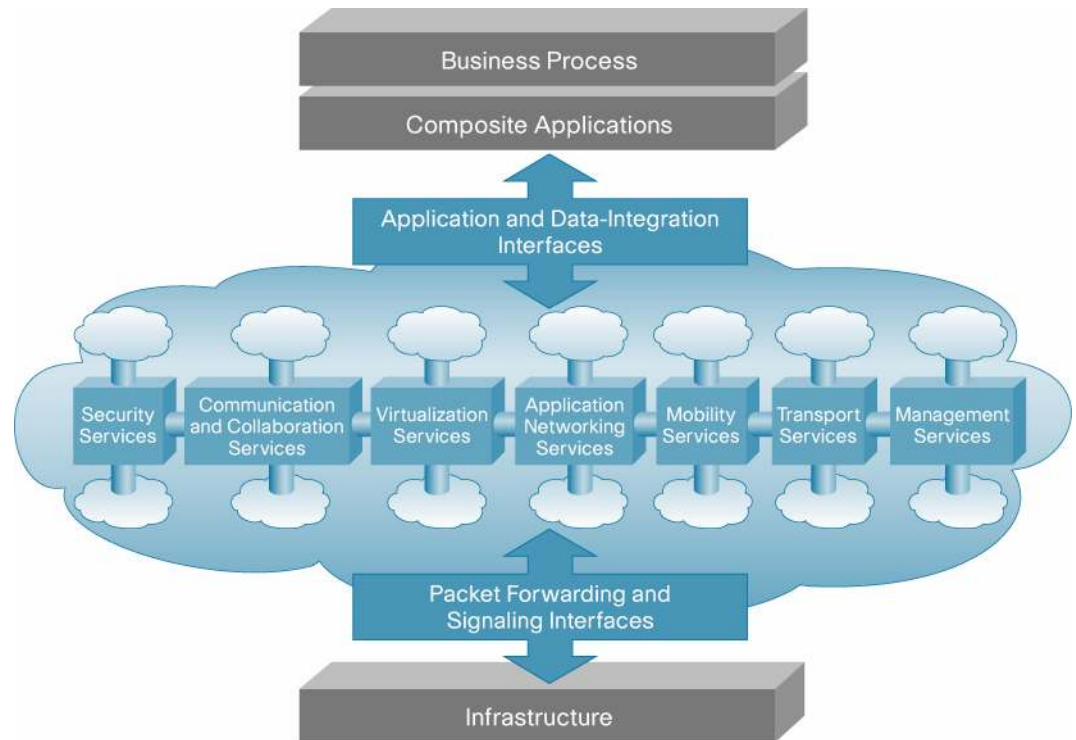 Business Process
Composite Applications
Application and Data-Integration
Interfaces
Security
Services
Communication
and Collaboration
Services
Virtualization
Services
Application
Networking
Services
Mobility
Services
Transport
Services
Management
Services
Packet Forwarding and
Signaling Interfaces
Infrastructure